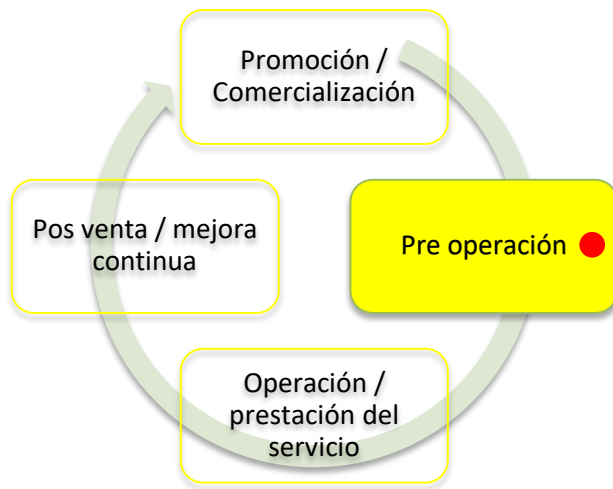 Promoción /
Comercialización
Pre operación
Operación /
prestación del
servicio
Pos venta / mejora
continua